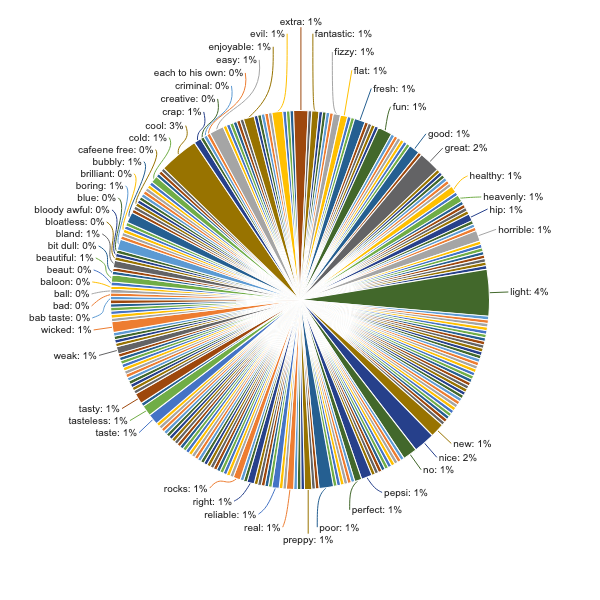 extra: 1%
fantastic: 1%
fizzy: 1%
flat: 1%
fresh: 1%
fun: 1%
good: 1%
great: 2%
healthy: 1%
heavenly: 1%
hip: 1%
horrible: 1%
light: 4%
new: 1%
nice: 2%
no: 1%
pepsi: 1%
perfect: 1%
poor: 1%
preppy: 1%
real: 1%
reliable: 1%
right: 1%
rocks: 1%
taste: 1%
tasteless: 1%
tasty: 1%
weak: 1%
wicked: 1%
bab taste: 0%
bad: 0%
ball: 0%
baloon: 0%
beaut: 0%
beautiful: 1%
bit dull: 0%
bland: 1%
bloatless: 0%
bloody awful: 0%
blue: 0%
boring: 1%
brilliant: 0%
bubbly: 1%
cafeene free: 0%
cold: 1%
cool: 3%
crap: 1%
creative: 0%
criminal: 0%
each to his own: 0%
easy: 1%
enjoyable: 1%
evil: 1%